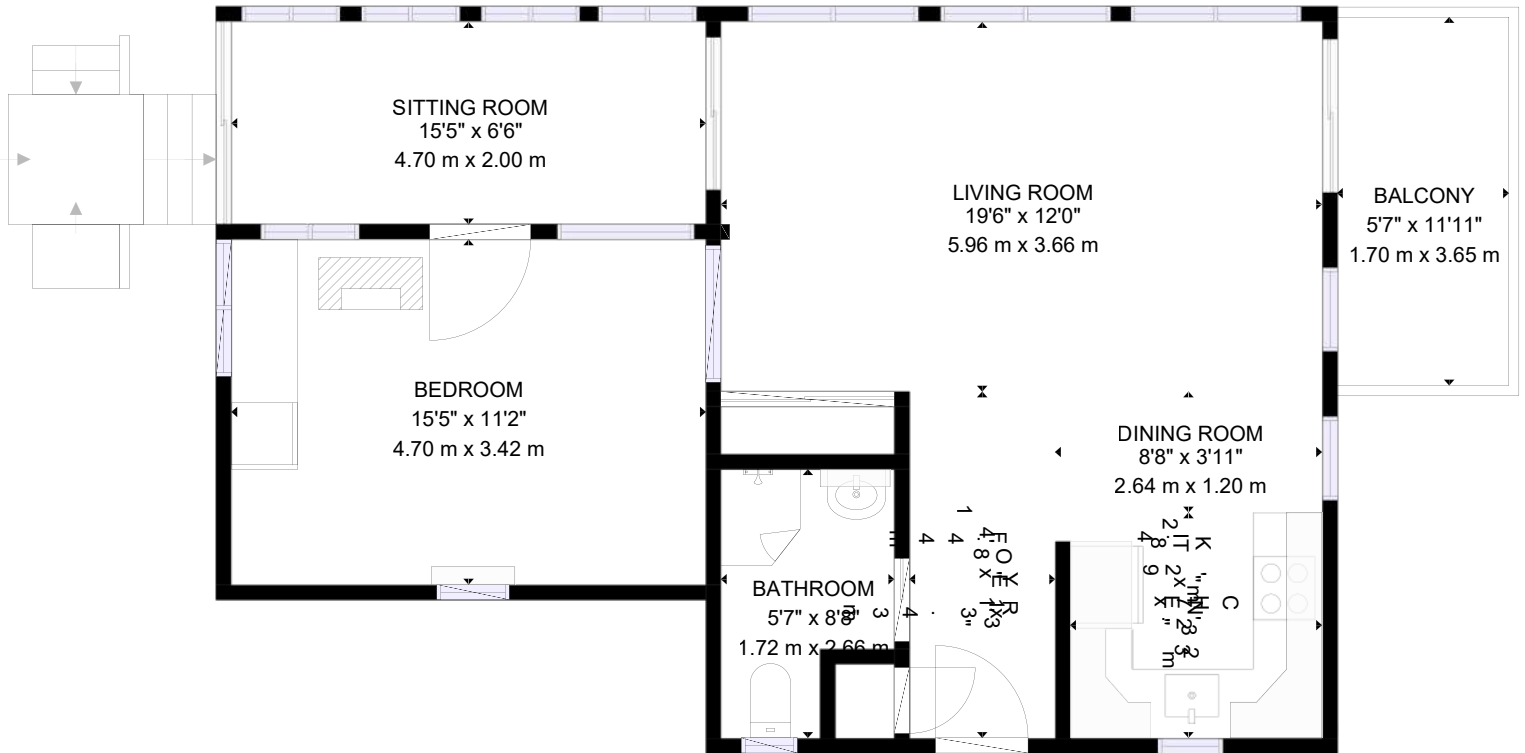 SITTING ROOM
15'5" x 6'6"
4.70 m x 2.00 m
LIVING ROOM
19'6" x 12'0"
5.96 m x 3.66 m
BALCONY
5'7" x 11'11"
1.70 m x 3.65 m
BEDROOM
15'5" x 11'2"
4.70 m x 3.42 m
DINING ROOM
8'8" x 3'11"
2.64 m x 1.20 m
BATHROOM
5'7" x 8'8"
1.72 m x 2.66 m
FOYER
KITCHEN